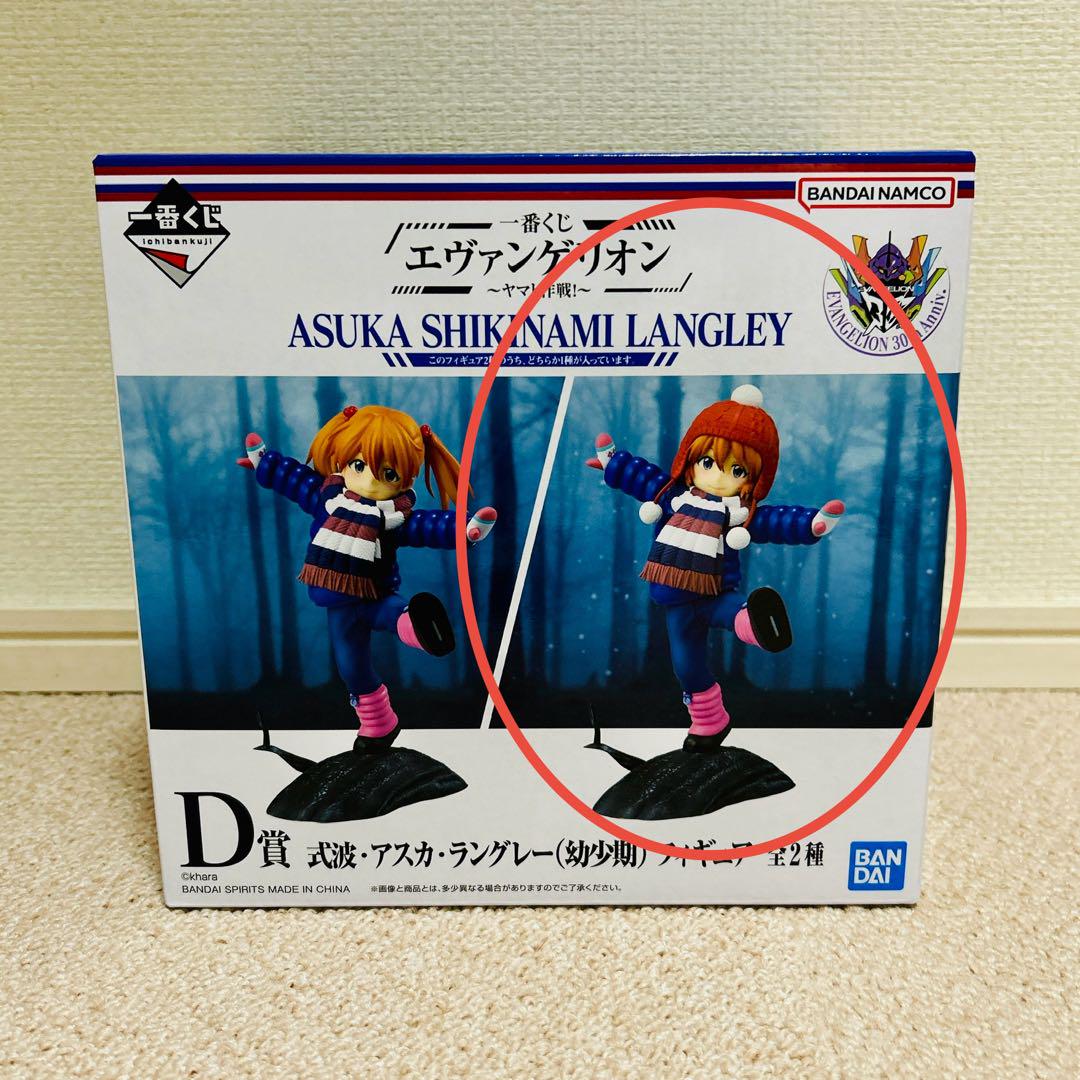 一番くじ
ichibankuji
BANDAI NAMCO
一番くじ
エヴァンゲリオン
～ヤマト作戦!～
EVANGELION
EVANGELION 30th Anniv.
ASUKA SHIKINAMI LANGLEY
このフィギュア2種のうち、どちらか1種が入っています。
D賞 式波・アスカ・ラングレー(幼少期) フィギュア 全2種
©khara
BANDAI SPIRITS MADE IN CHINA ※画像と商品とは、多少異なる場合がありますのでご了承ください。
BAN
DAI